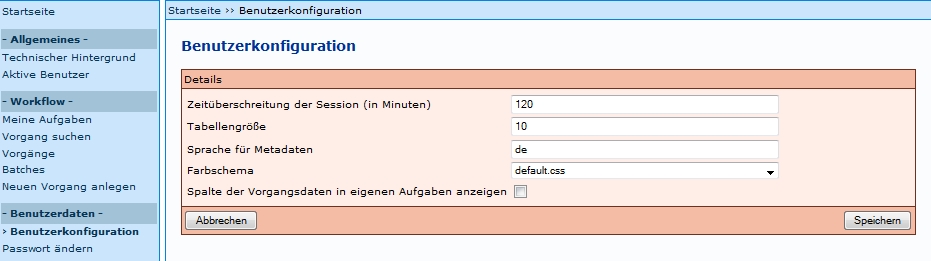 Startseite
- Allgemeines -
Technischer Hintergrund
Aktive Benutzer
- Workflow -
Meine Aufgaben
Vorgang suchen
Vorgänge
Batches
Neuen Vorgang anlegen
- Benutzerdaten -
› Benutzerkonfiguration
Passwort ändern
Startseite ›› Benutzerkonfiguration
Benutzerkonfiguration
Details
Zeitüberschreitung der Session (in Minuten) 120
Tabellengröße 10
Sprache für Metadaten de
Farbschema default.css
Spalte der Vorgangsdaten in eigenen Aufgaben anzeigen
Abbrechen Speichern